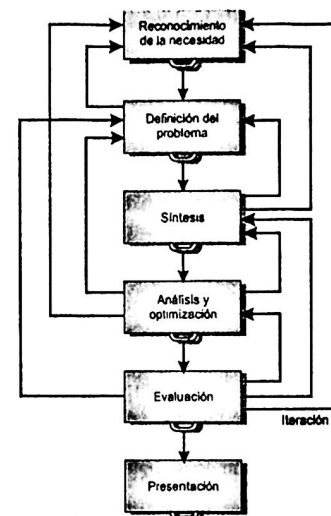 Reconocimiento
de la necesidad
Definición del
problema
Síntesis
Análisis y
optimización
Evaluación
Iteración
Presentación